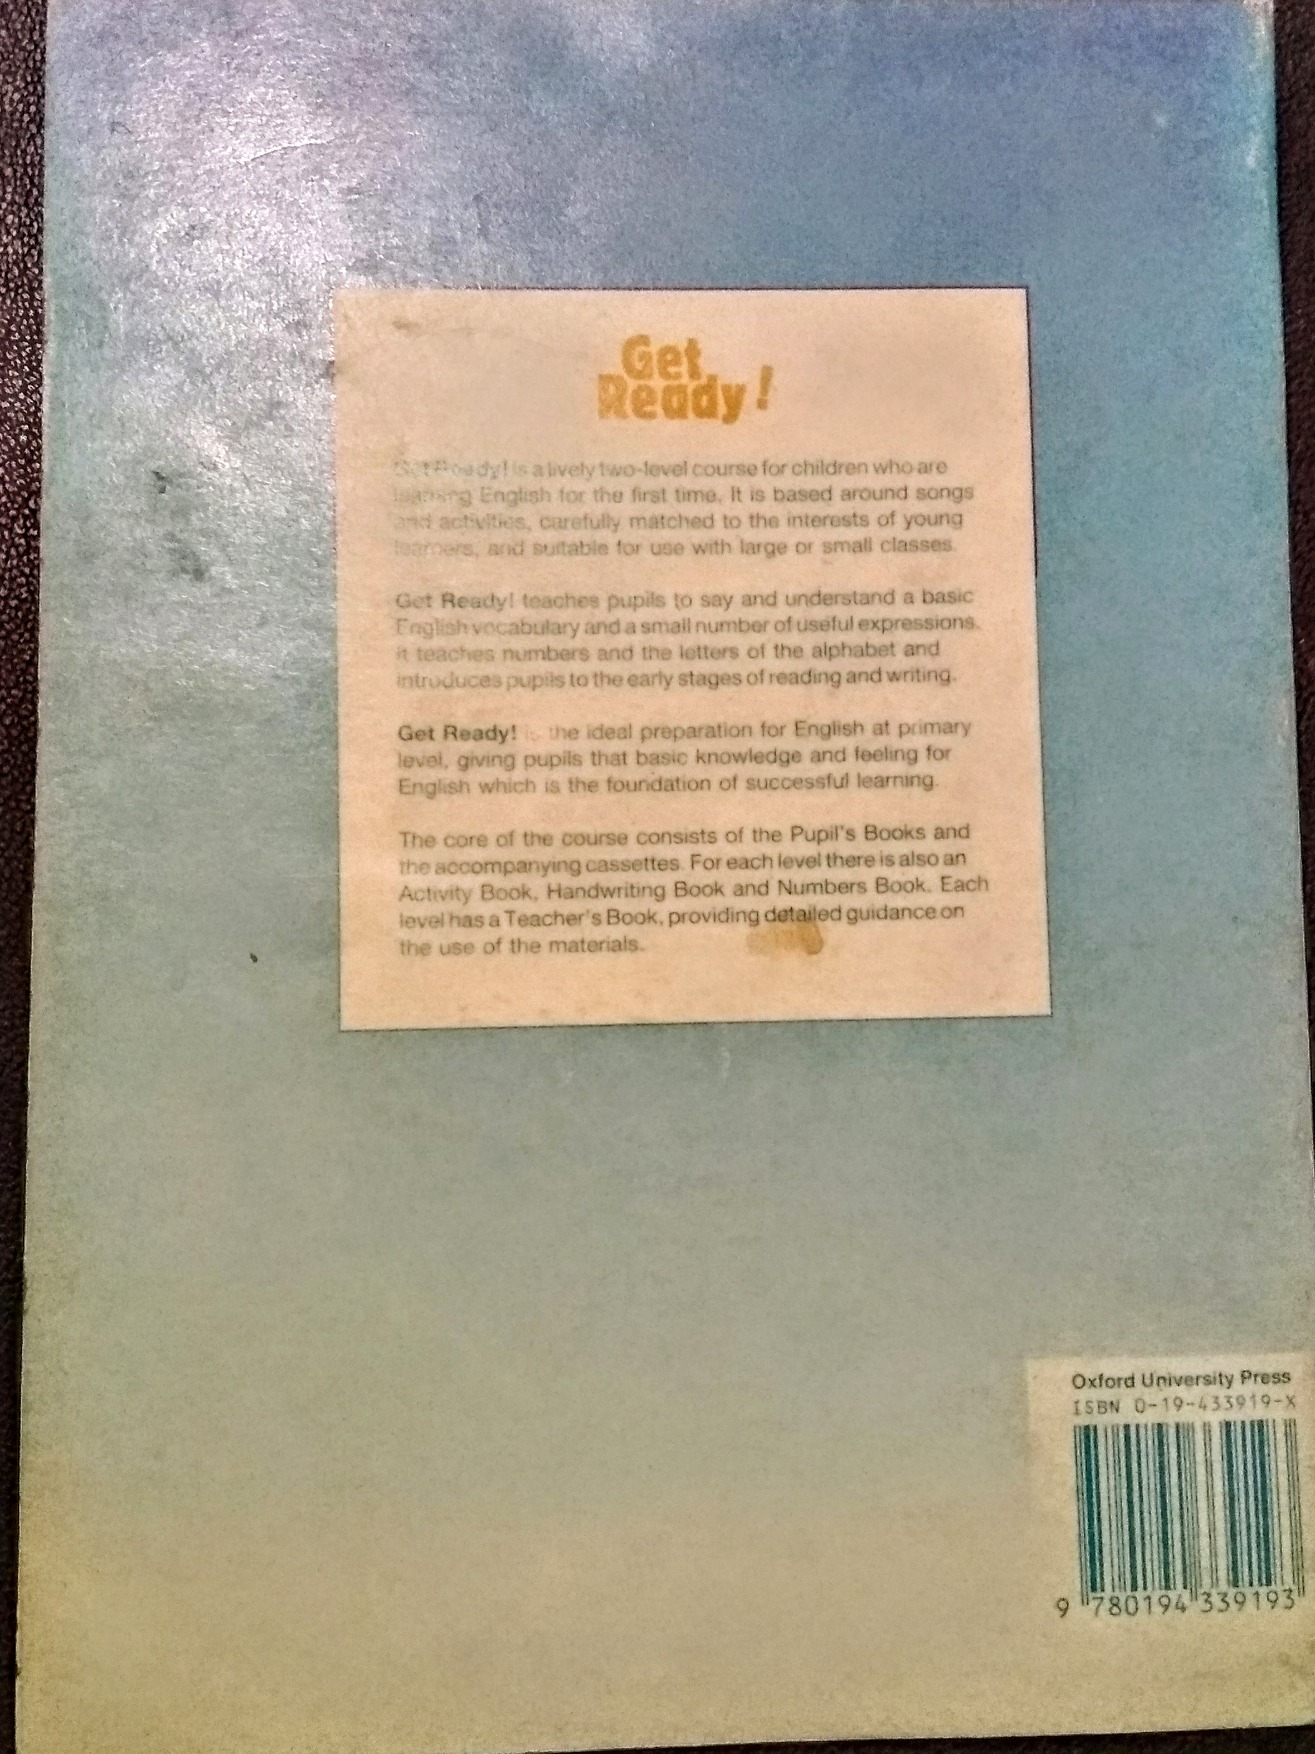 Get
Ready!
Get Ready! is a lively two-level course for children who are
learning English for the first time. It is based around songs
and activities, carefully matched to the interests of young
learners, and suitable for use with large or small classes.
Get Ready! teaches pupils to say and understand a basic
English vocabulary and a small number of useful expressions.
It teaches numbers and the letters of the alphabet and
introduces pupils to the early stages of reading and writing.
Get Ready! is the ideal preparation for English at primary
level, giving pupils that basic knowledge and feeling for
English which is the foundation of successful learning.
The core of the course consists of the Pupil's Books and
the accompanying cassettes. For each level there is also an
Activity Book, Handwriting Book and Numbers Book. Each
level has a Teacher's Book, providing detailed guidance on
the use of the materials.
Oxford University Press
ISBN 0-19-433919-X
9 780194 339193